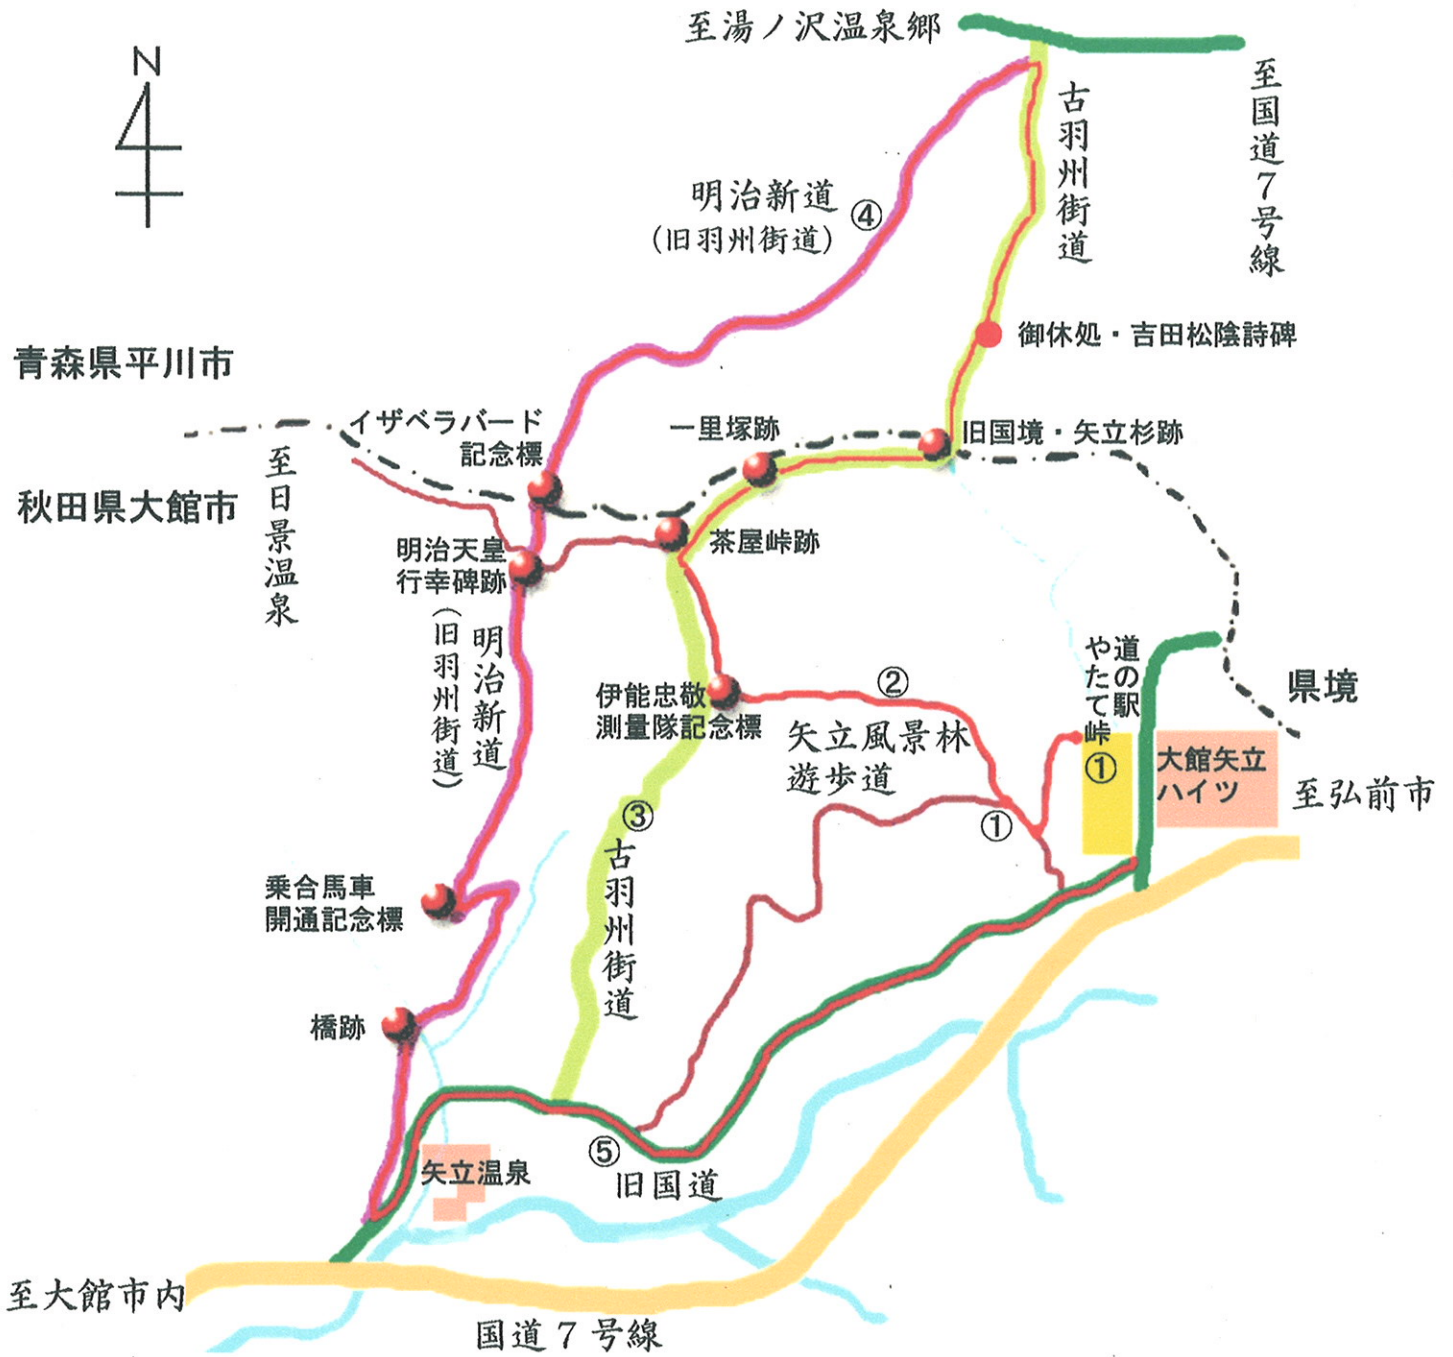 至湯ノ沢温泉郷
N
至国道7号線
古羽州街道
明治新道
④
(旧羽州街道)
御休処・吉田松陰詩碑
青森県平川市
イザベラバード
記念標
一里塚跡
旧国境・矢立杉跡
秋田県大館市
至日景温泉
明治天皇
行幸碑跡
茶屋峠跡
明治新道
(旧羽州街道)
道の駅
やたて峠
①
県境
伊能忠敬
測量隊記念標
②
矢立風景林
遊歩道
大館矢立
ハイツ
至弘前市
①
③
古羽州街道
乗合馬車
開通記念標
橋跡
⑤
旧国道
矢立温泉
至大館市内
国道7号線